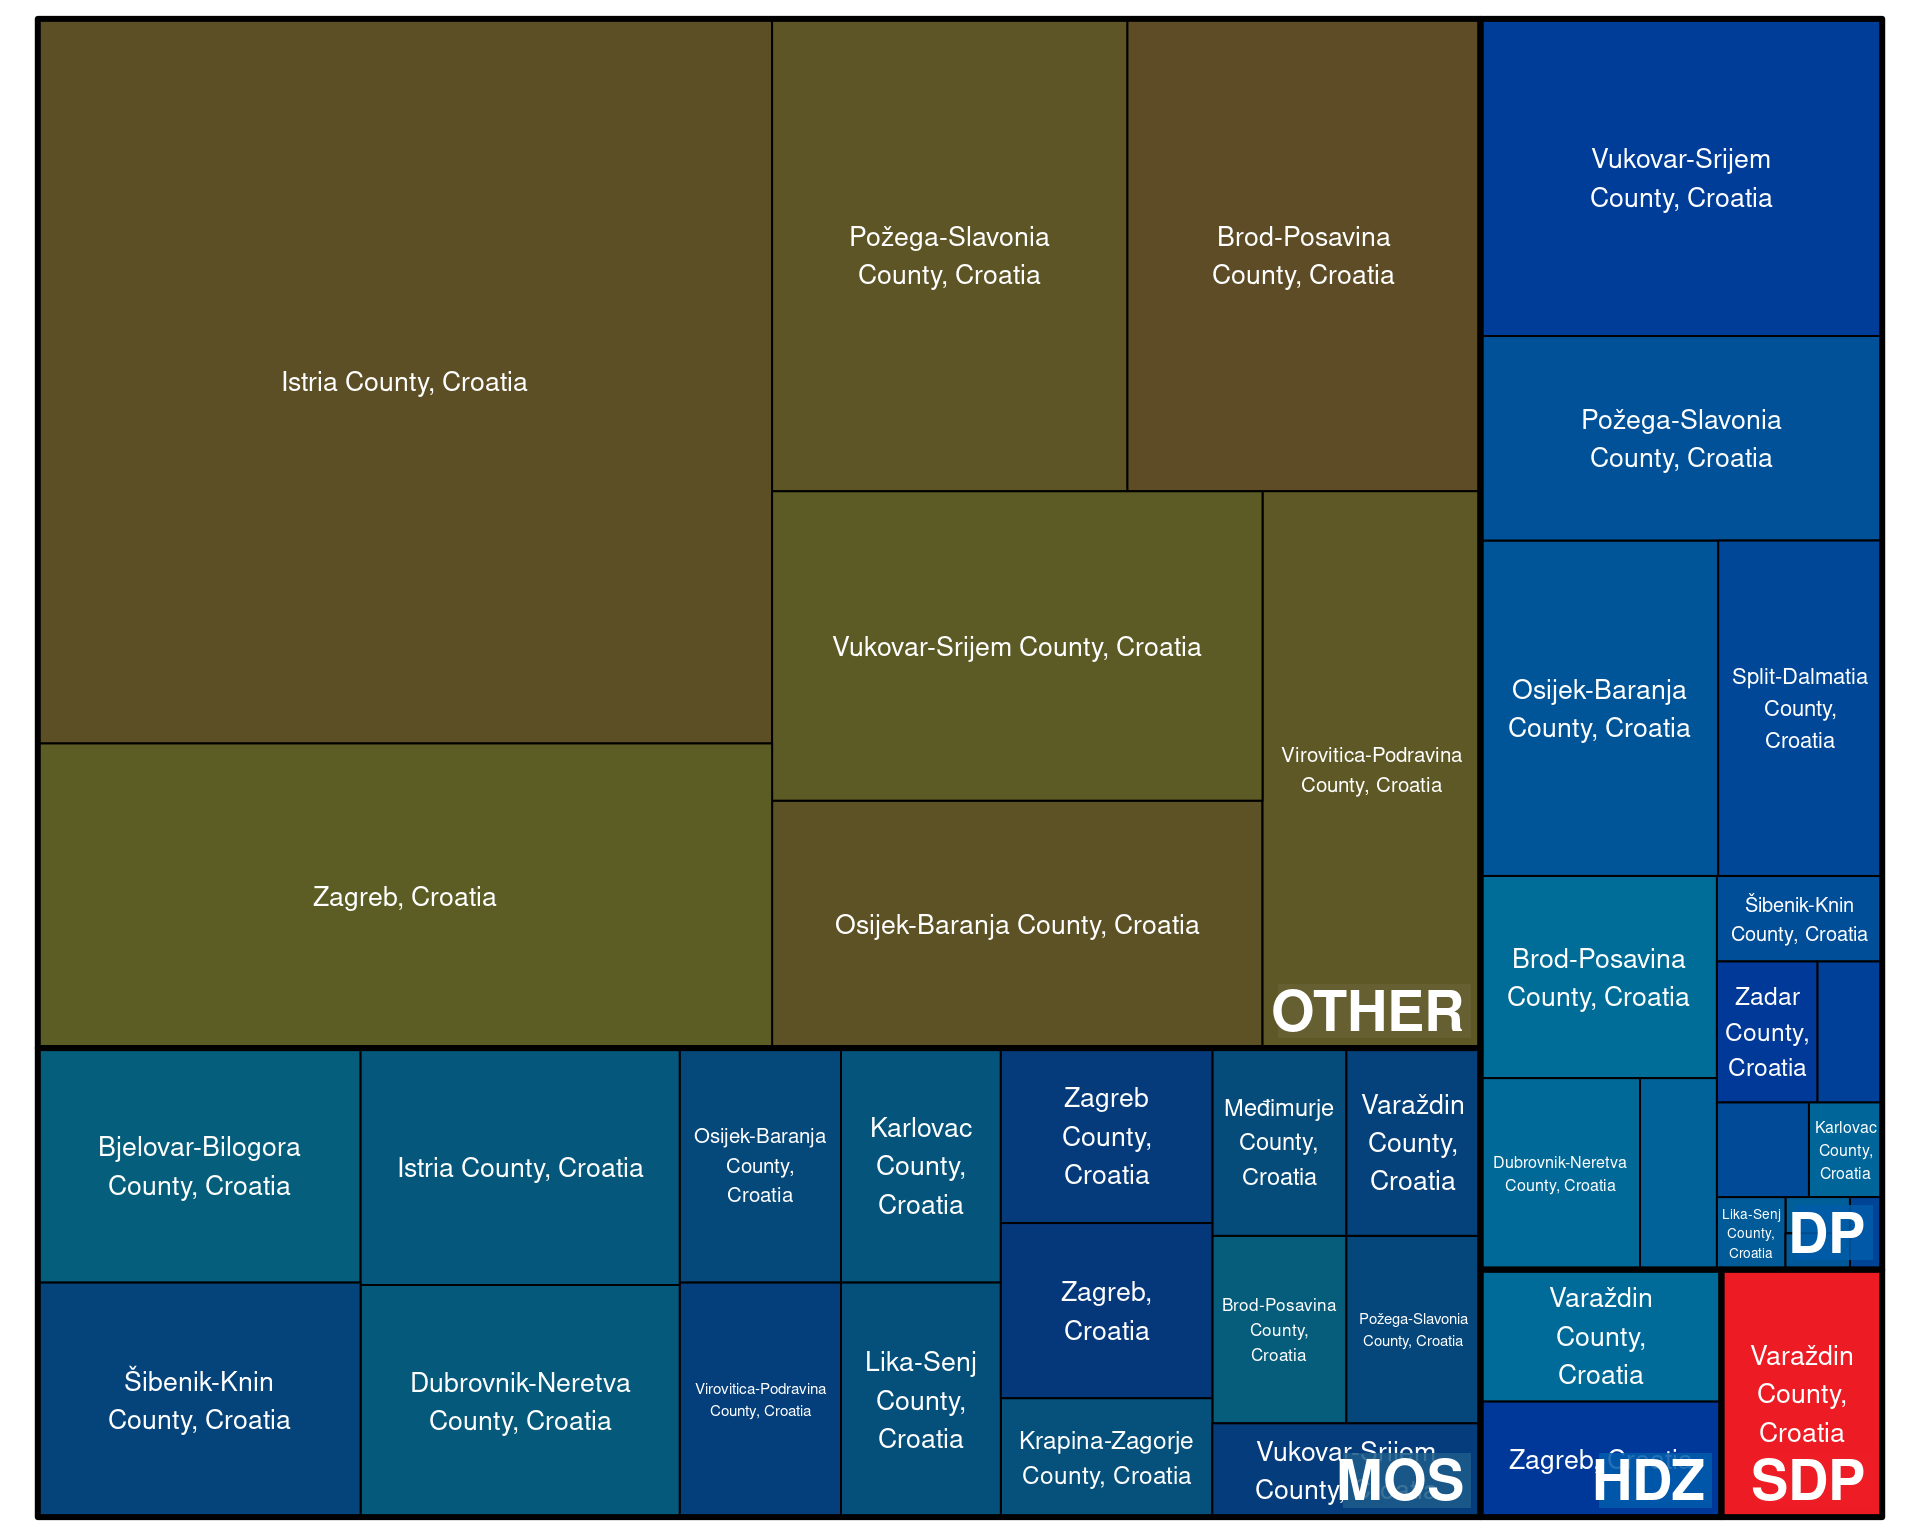 Istria County, Croatia
Zagreb, Croatia
Požega-Slavonia
County, Croatia
Brod-Posavina
County, Croatia
Vukovar-Srijem County, Croatia
Osijek-Baranja County, Croatia
Virovitica-Podravina
County, Croatia
OTHER
Bjelovar-Bilogora
County, Croatia
Šibenik-Knin
County, Croatia
Istria County, Croatia
Dubrovnik-Neretva
County, Croatia
Osijek-Baranja
County,
Croatia
Virovitica-Podravina
County, Croatia
Karlovac
County,
Croatia
Lika-Senj
County,
Croatia
Zagreb
County,
Croatia
Zagreb,
Croatia
Krapina-Zagorje
County, Croatia
Međimurje
County,
Croatia
Varaždin
County,
Croatia
Brod-Posavina
County,
Croatia
Požega-Slavonia
County, Croatia
Vukovar-Srijem
County, Croatia
MOS
Vukovar-Srijem
County, Croatia
Požega-Slavonia
County, Croatia
Osijek-Baranja
County, Croatia
Split-Dalmatia
County,
Croatia
Brod-Posavina
County, Croatia
Šibenik-Knin
County, Croatia
Zadar
County,
Croatia
Dubrovnik-Neretva
County, Croatia
Karlovac
County,
Croatia
Lika-Senj
County,
Croatia
DP
Varaždin
County,
Croatia
Zagreb, Croatia
HDZ
Varaždin
County,
Croatia
SDP